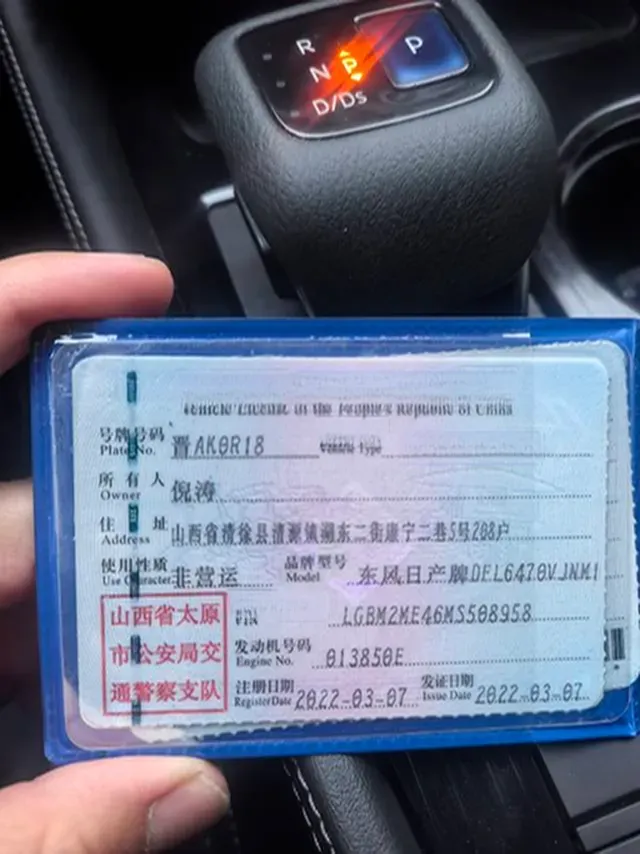 R
N P P
D/Ds
Vehicle License of the People's Republic of China
号牌号码 晋AK0R18
Plate No. Vehicle Type
所有人 倪涛
Owner
住址 山西省清徐县清源镇湖东二街康宁二巷5号208户
Address
使用性质 非营运 品牌型号 东风日产牌DFL6470VJNM1
Use Character Model
山西省太原 VIN LGBM2ME46MS508958
市公安局交 发动机号码 013850E
Engine No.
通警察支队 注册日期 2022-03-07 发证日期 2022-03-07
Register Date Issue Date